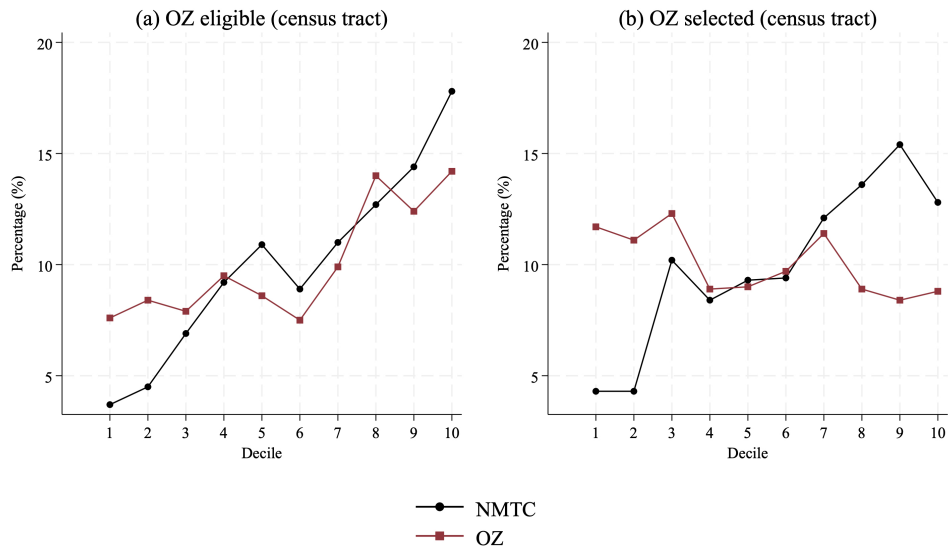 (a) OZ eligible (census tract)
20
15
10
5
Percentage (%)
1 2 3 4 5 6 7 8 9 10
Decile
(b) OZ selected (census tract)
20
15
10
5
Percentage (%)
1 2 3 4 5 6 7 8 9 10
Decile
NMTC
OZ